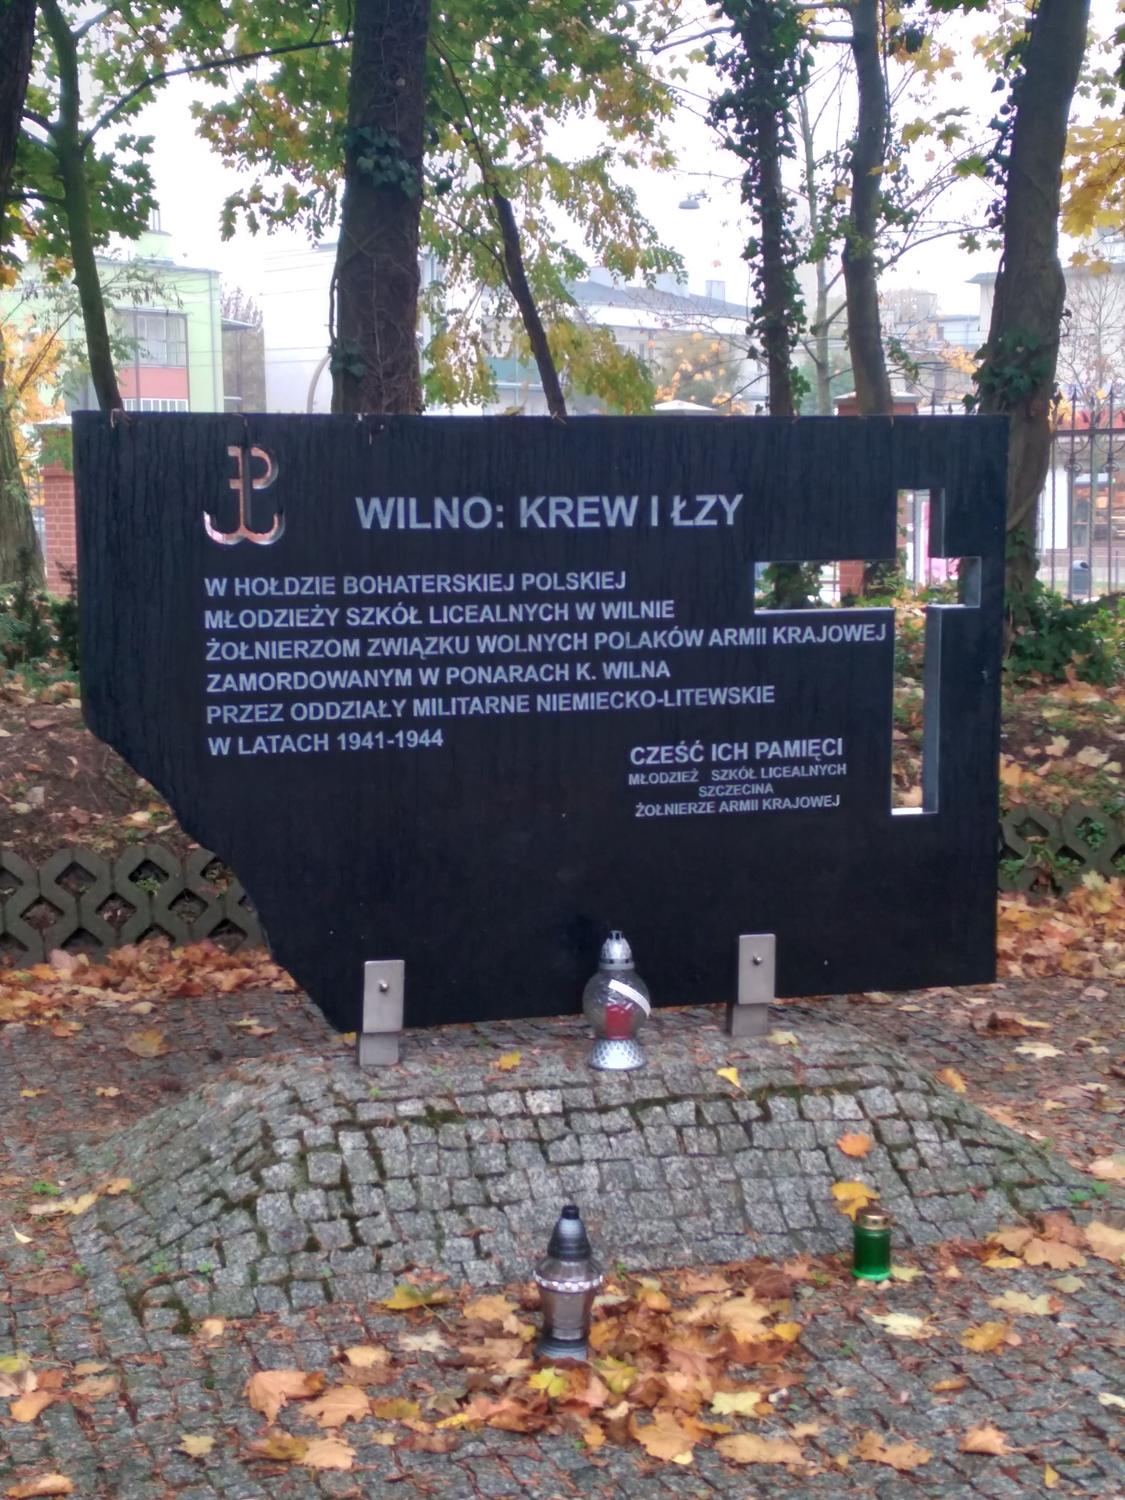 WILNO: KREW I ŁZY
W HOŁDZIE BOHATERSKIEJ POLSKIEJ
MŁODZIEŻY SZKÓŁ LICEALNYCH W WILNIE
ŻOŁNIERZOM ZWIĄZKU WOLNYCH POLAKÓW ARMII KRAJOWEJ
ZAMORDOWANYM W PONARACH K. WILNA
PRZEZ ODDZIAŁY MILITARNE NIEMIECKO-LITEWSKIE
W LATACH 1941-1944
CZEŚĆ ICH PAMIĘCI
MŁODZIEŻ SZKÓŁ LICEALNYCH
SZCZECINA
ŻOŁNIERZE ARMII KRAJOWEJ